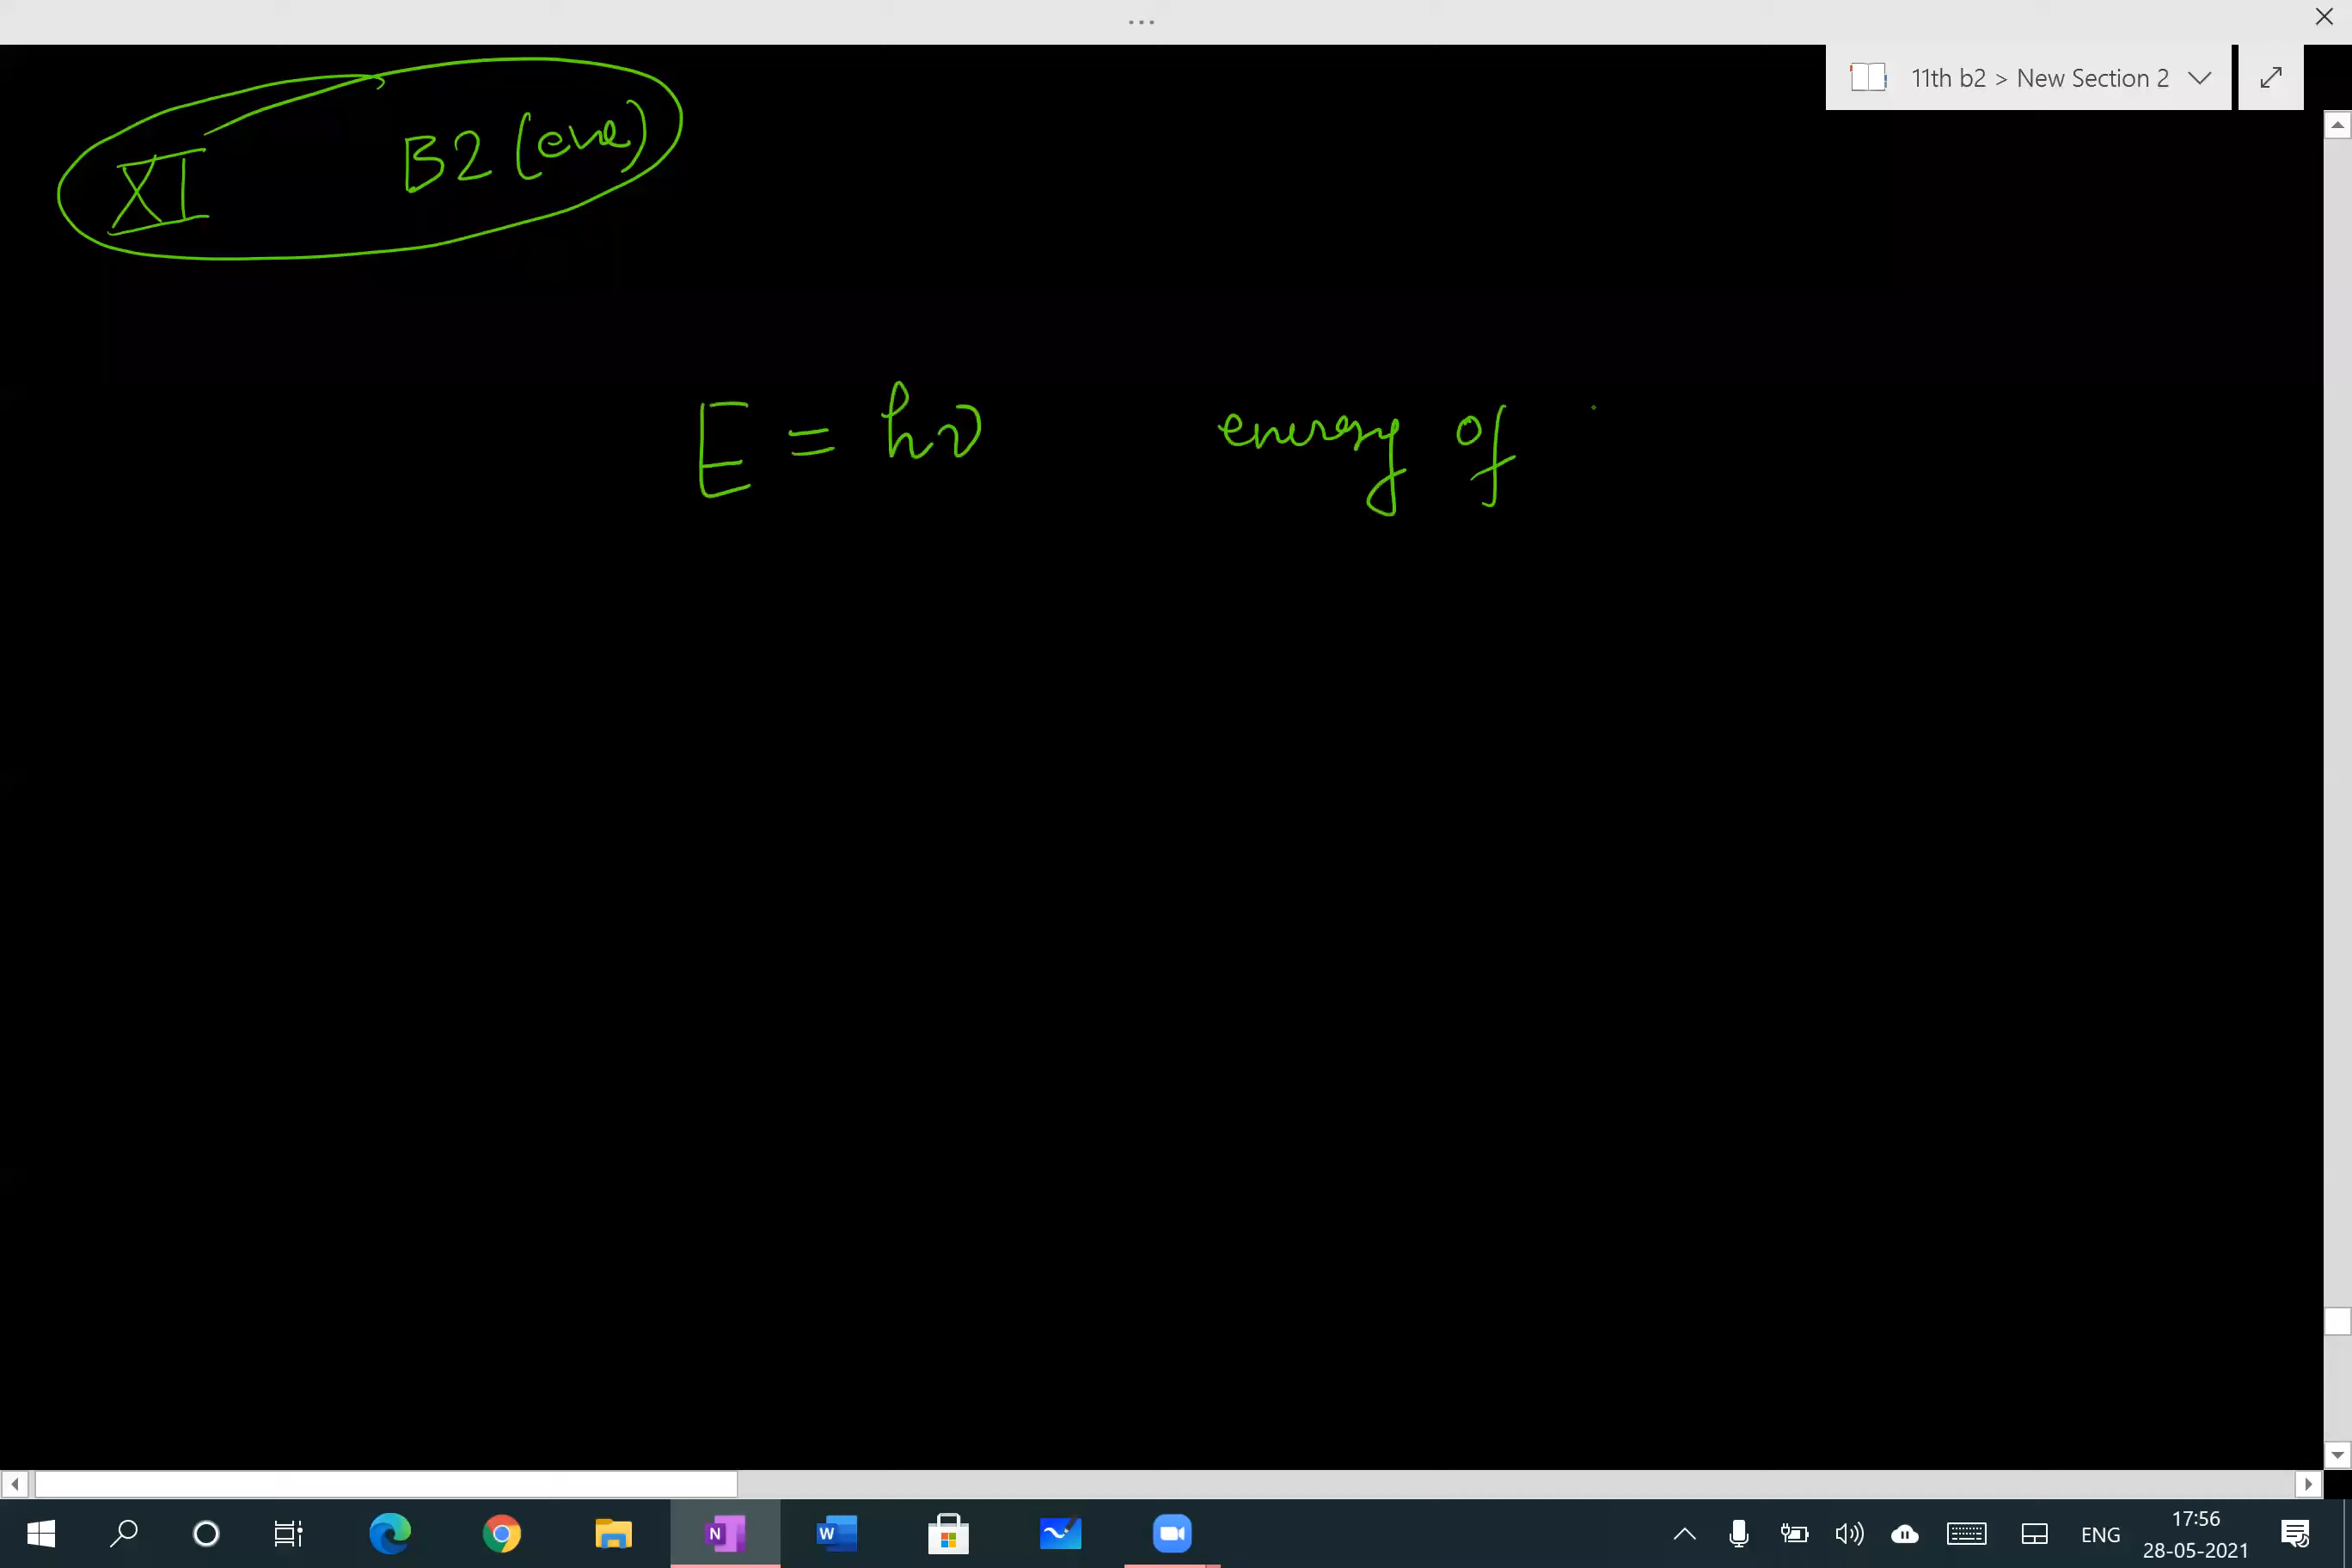 11th b2 > New Section 2
XI B2 (eve)
E = hν energy of
ENG
17:56
28-05-2021